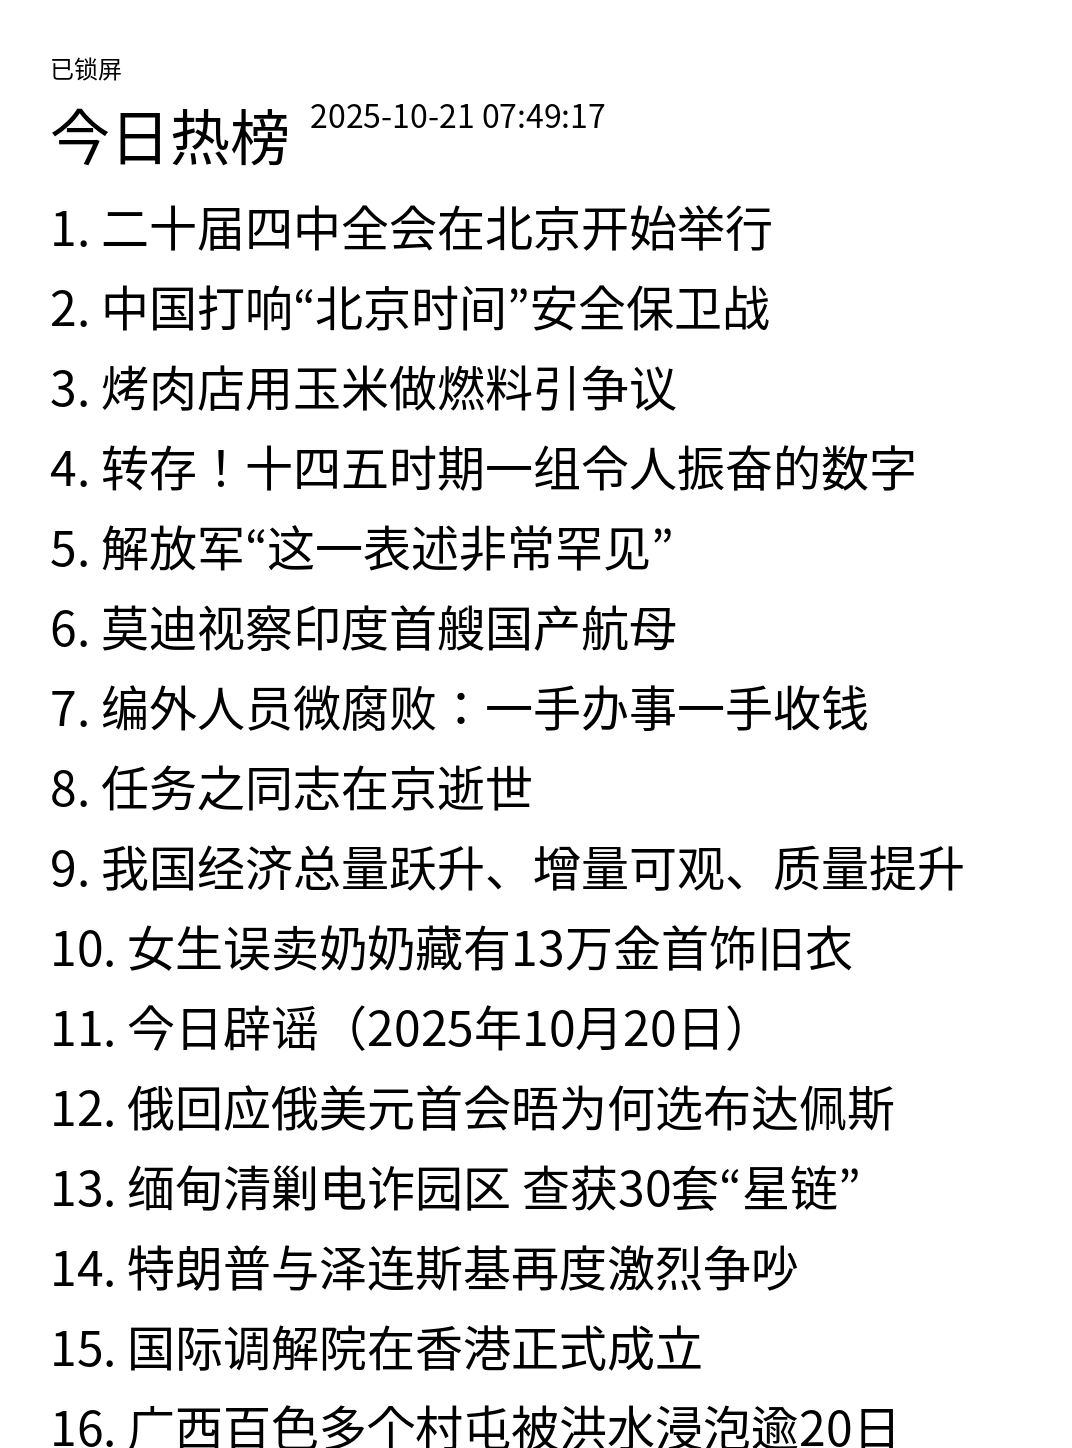 已锁屏
今日热榜 2025-10-21 07:49:17
1. 二十届四中全会在北京开始举行
2. 中国打响“北京时间”安全保卫战
3. 烤肉店用玉米做燃料引争议
4. 转存！十四五时期一组令人振奋的数字
5. 解放军“这一表述非常罕见”
6. 莫迪视察印度首艘国产航母
7. 编外人员微腐败：一手办事一手收钱
8. 任务之同志在京逝世
9. 我国经济总量跃升、增量可观、质量提升
10. 女生误卖奶奶藏有13万金首饰旧衣
11. 今日辟谣（2025年10月20日）
12. 俄回应俄美元首会晤为何选布达佩斯
13. 缅甸清剿电诈园区 查获30套“星链”
14. 特朗普与泽连斯基再度激烈争吵
15. 国际调解院在香港正式成立
16. 广西百色多个村屯被洪水浸泡逾20日